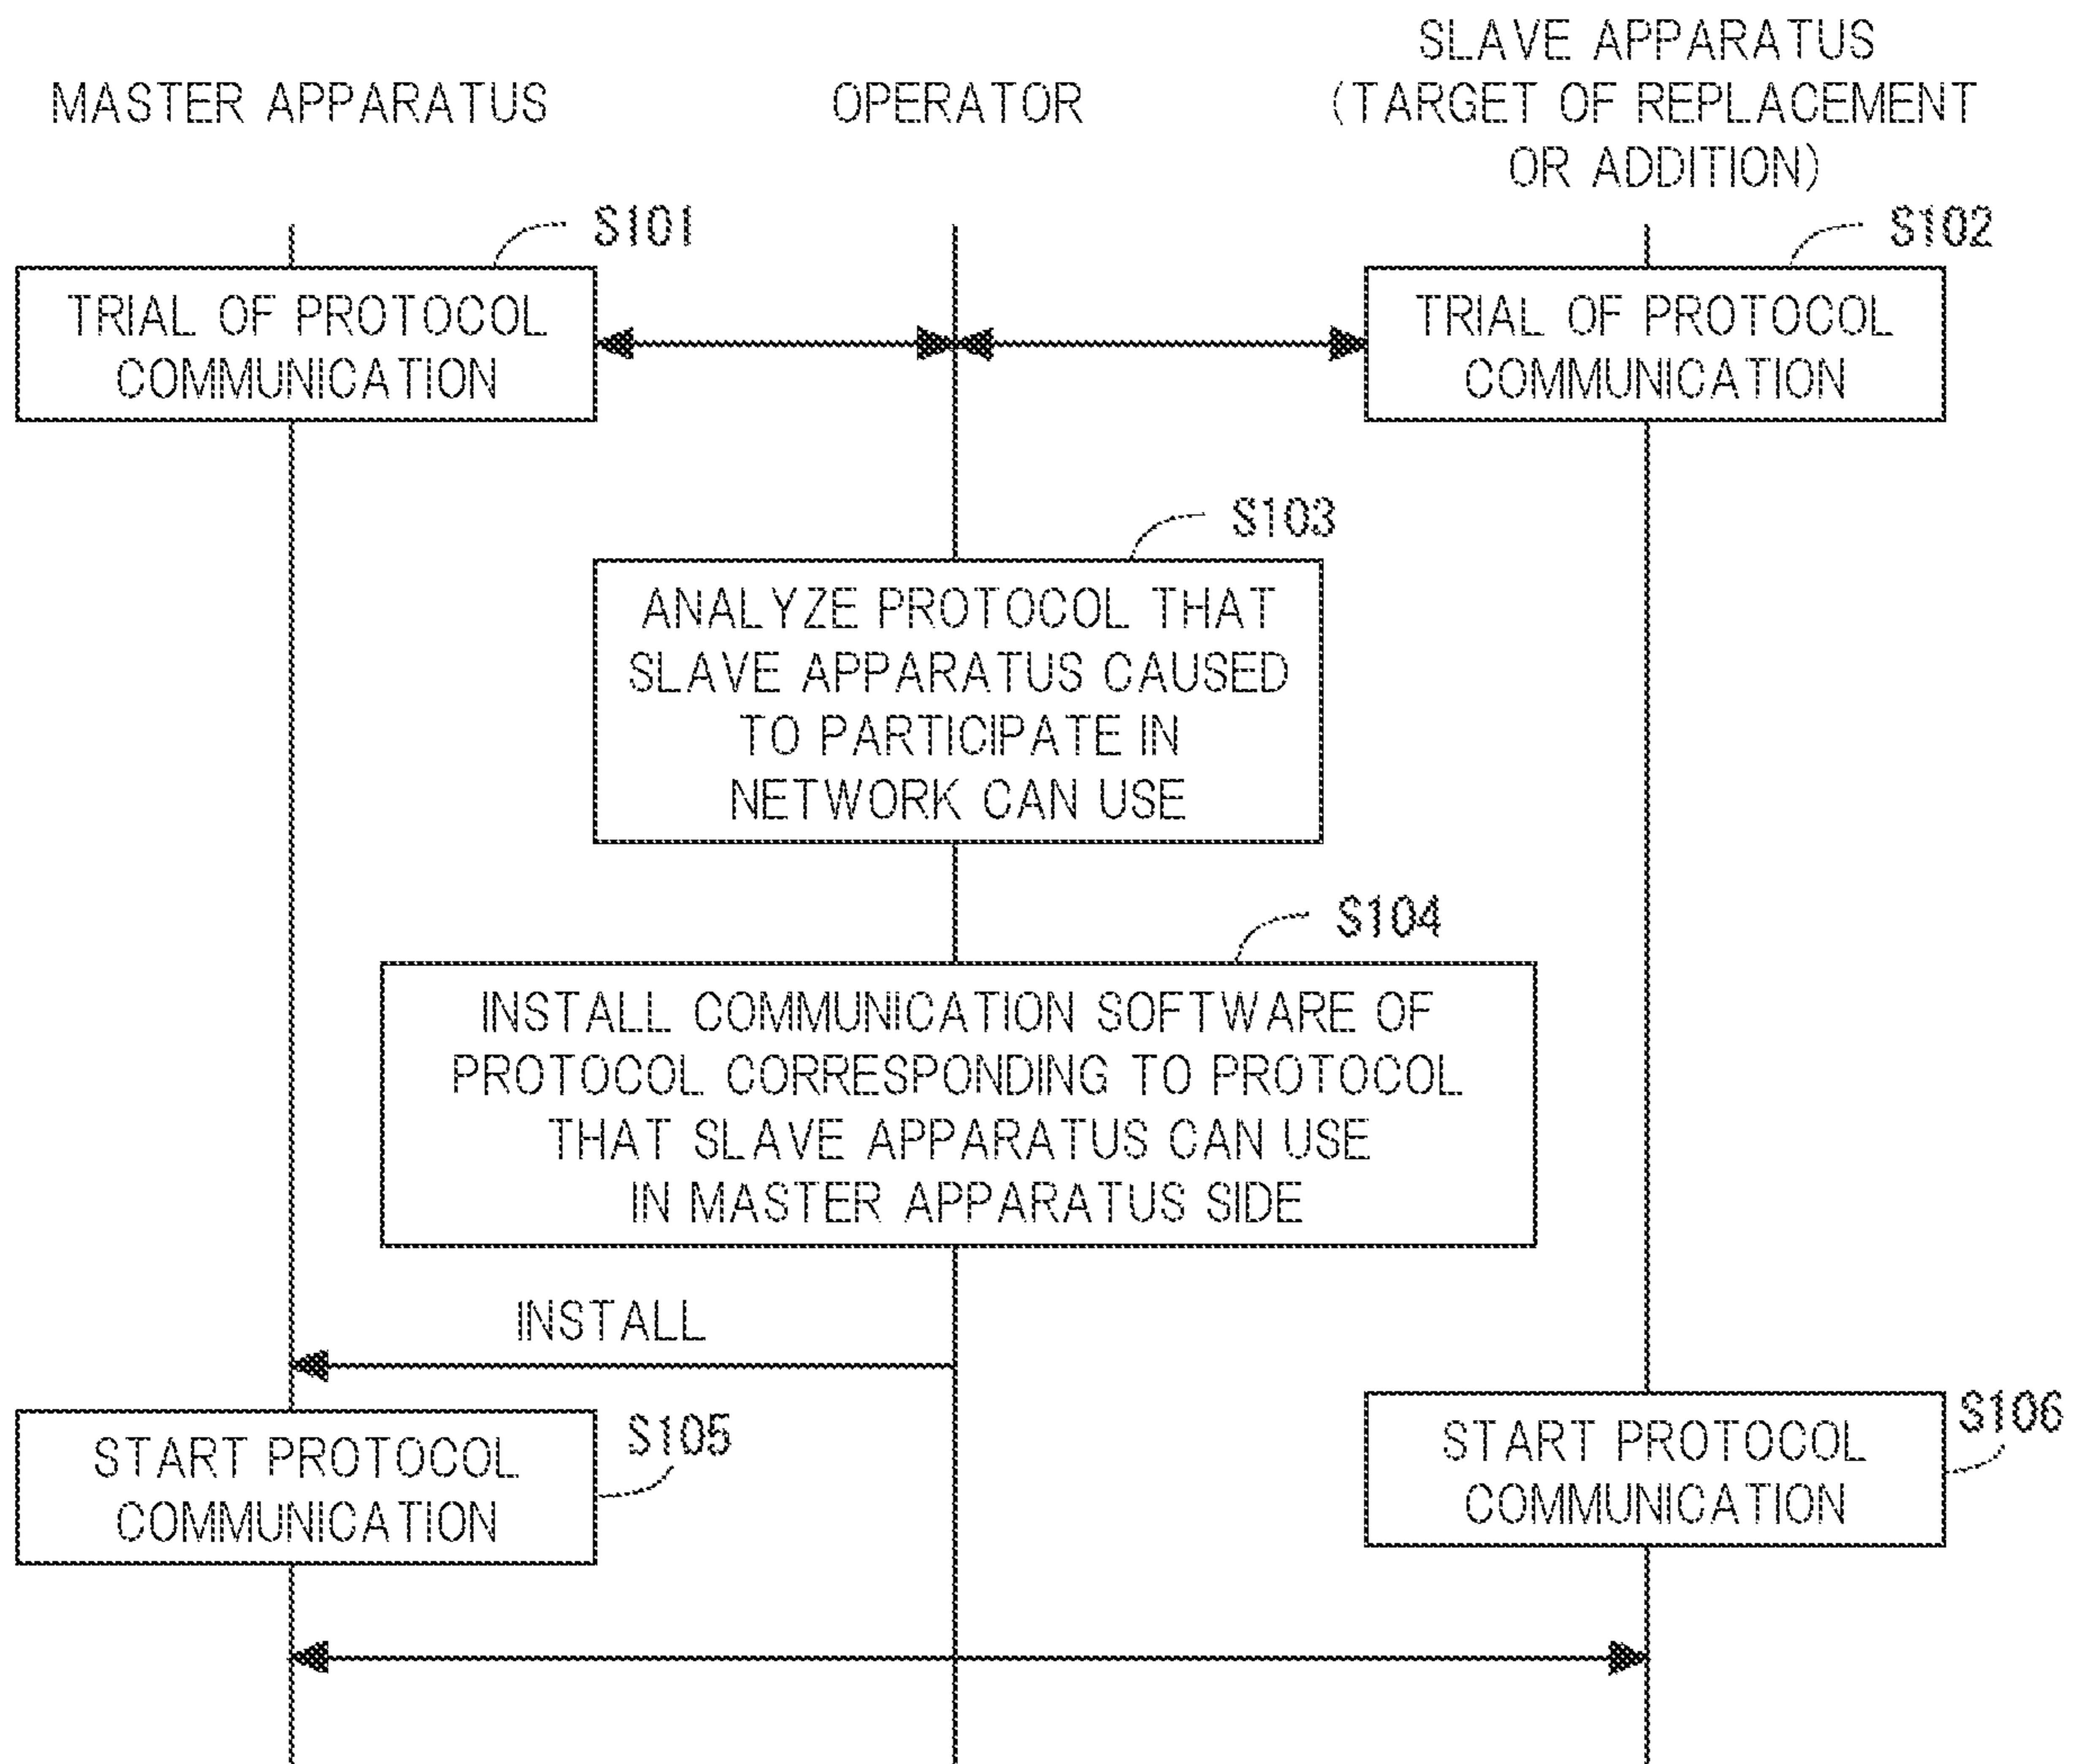 MASTER APPARATUS
OPERATOR
SLAVE APPARATUS
(TARGET OF REPLACEMENT
OR ADDITION)
S101
S102
TRIAL OF PROTOCOL
COMMUNICATION
TRIAL OF PROTOCOL
COMMUNICATION
S103
ANALYZE PROTOCOL THAT
SLAVE APPARATUS CAUSED
TO PARTICIPATE IN
NETWORK CAN USE
S104
INSTALL COMMUNICATION SOFTWARE OF
PROTOCOL CORRESPONDING TO PROTOCOL
THAT SLAVE APPARATUS CAN USE
IN MASTER APPARATUS SIDE
INSTALL
START PROTOCOL
COMMUNICATION
S105
START PROTOCOL
COMMUNICATION
S106